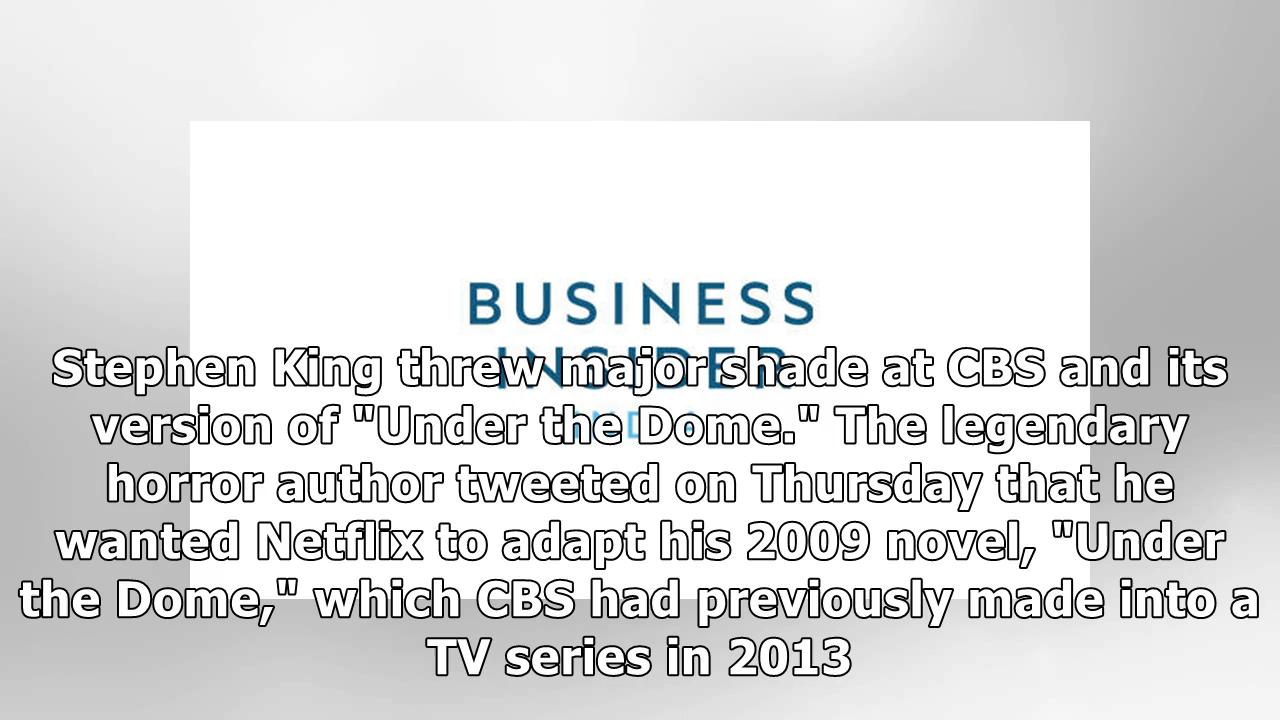 BUSINESS
INSIDER
Stephen King threw major shade at CBS and its
version of "Under the Dome." The legendary
horror author tweeted on Thursday that he
wanted Netflix to adapt his 2009 novel, "Under
the Dome," which CBS had previously made into a
TV series in 2013